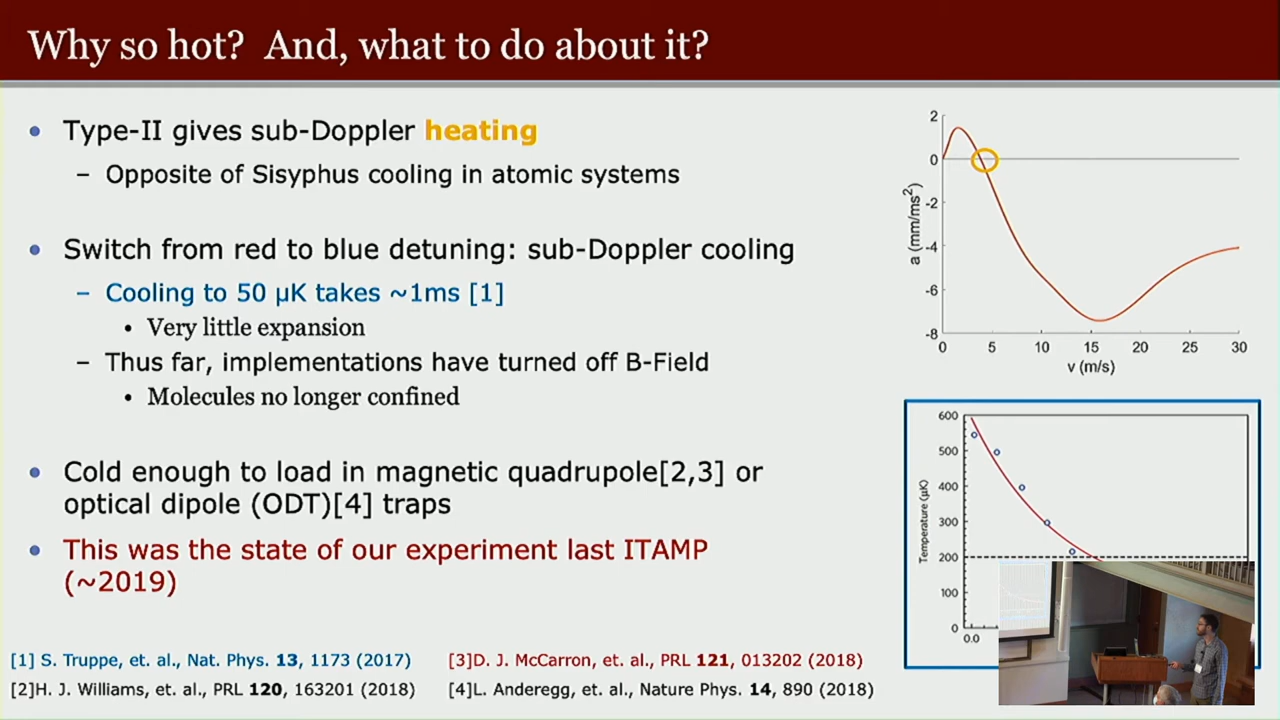 Why so hot? And, what to do about it?
• Type-II gives sub-Doppler heating
– Opposite of Sisyphus cooling in atomic systems
• Switch from red to blue detuning: sub-Doppler cooling
– Cooling to 50 µK takes ~1ms [1]
• Very little expansion
– Thus far, implementations have turned off B-Field
• Molecules no longer confined
• Cold enough to load in magnetic quadrupole[2,3] or
optical dipole (ODT)[4] traps
• This was the state of our experiment last ITAMP
(~2019)
[1] S. Truppe, et. al., Nat. Phys. 13, 1173 (2017)
[2]H. J. Williams, et. al., PRL 120, 163201 (2018)
[3]D. J. McCarron, et. al., PRL 121, 013202 (2018)
[4]L. Anderegg, et. al., Nature Phys. 14, 890 (2018)
a (mm/ms²)
2
0
-2
-4
-6
-8
0 5 10 15 20 25 30
v (m/s)
Temperature (µK)
600
500
400
300
200
100
0
0.0